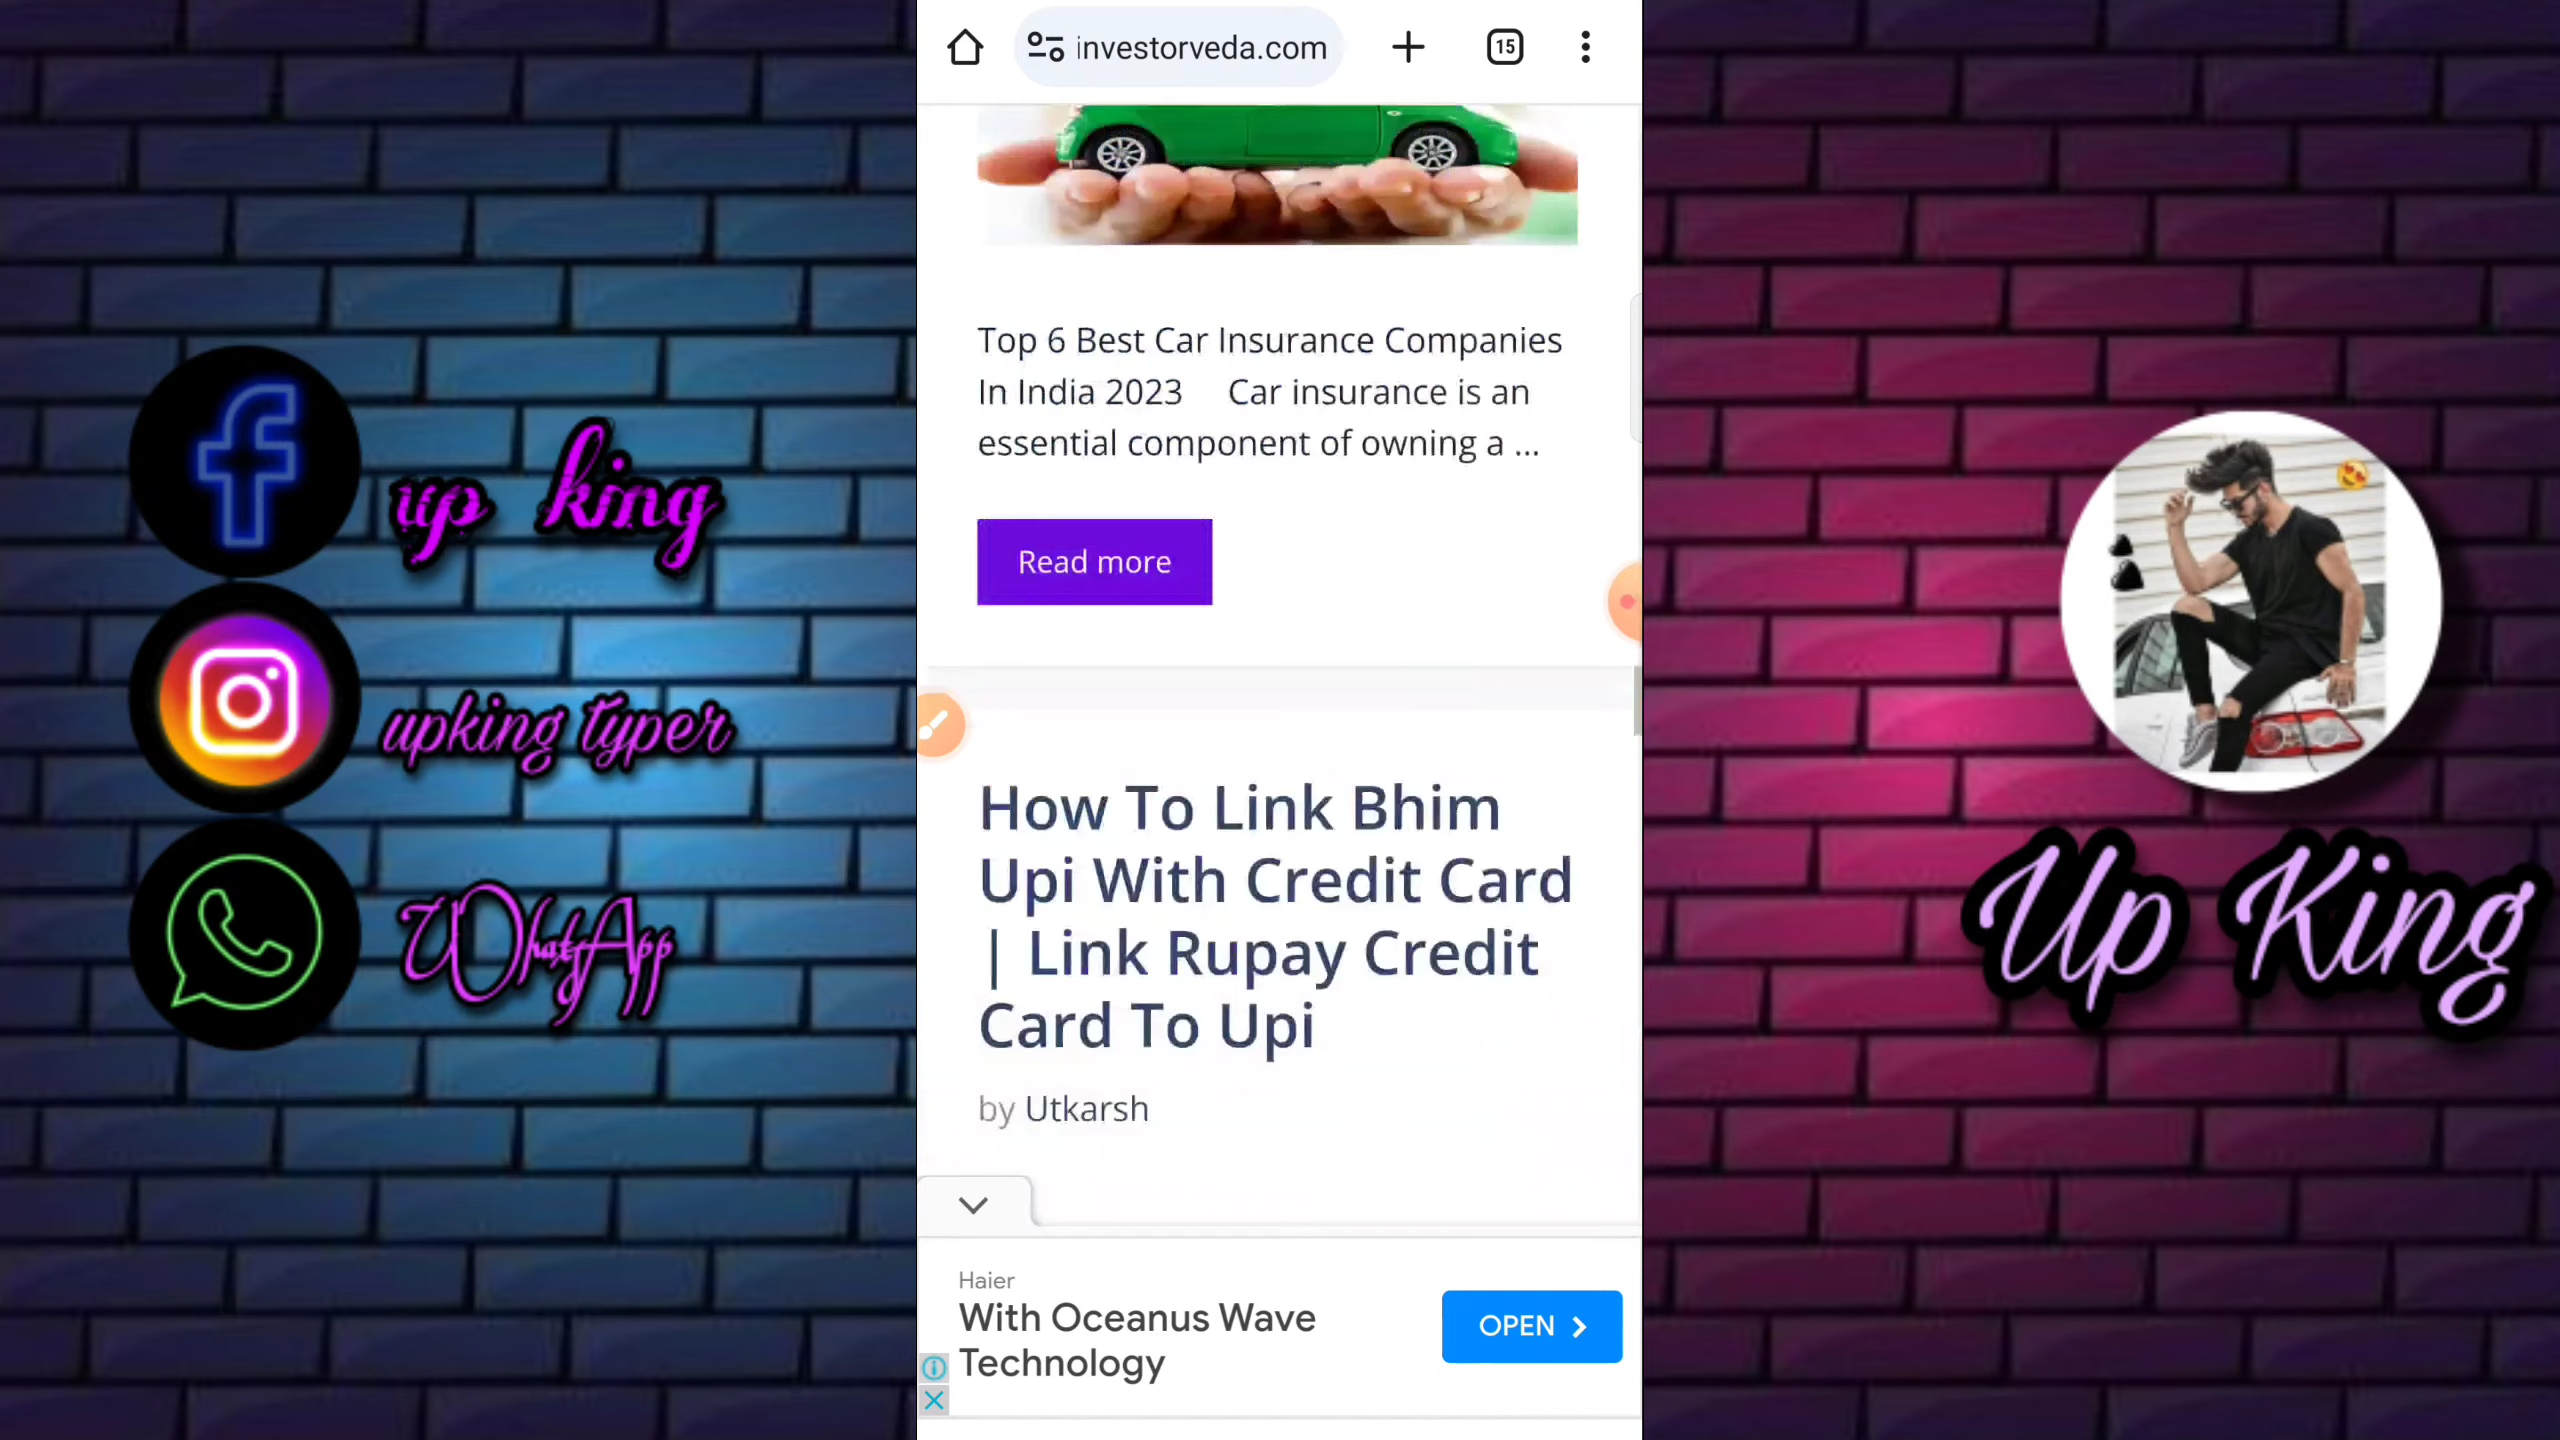 investorveda.com
15
Top 6 Best Car Insurance Companies
In India 2023 Car insurance is an
essential component of owning a ...
Read more
How To Link Bhim
Upi With Credit Card
| Link Rupay Credit
Card To Upi
by Utkarsh
Haier
With Oceanus Wave
Technology
OPEN
up king
upking typer
WhatsApp
Up King